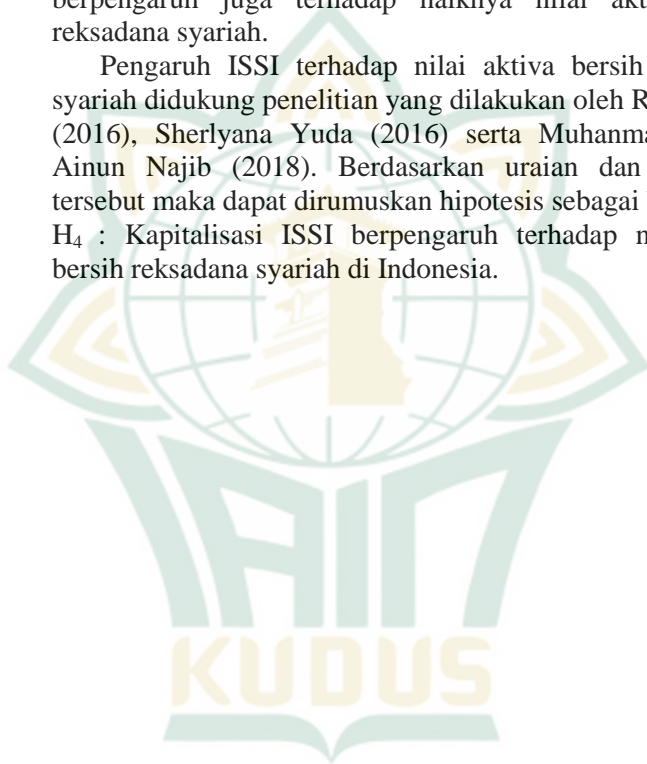 berpengaruh juga terhadap naiknya nilai
reksadana syariah.
Pengaruh ISSI terhadap nilai aktiva bersih
syariah didukung penelitian yang dilakukan oleh
(2016), Sherlyana Yuda (2016) serta
Ainun Najib (2018). Berdasarkan uraian dan
tersebut maka dapat dirumuskan hipotesis sebagai
H₄ : Kapitalisasi ISSI berpengaruh terhadap
bersih reksadana syariah di Indonesia.
IAIN
KUDUS